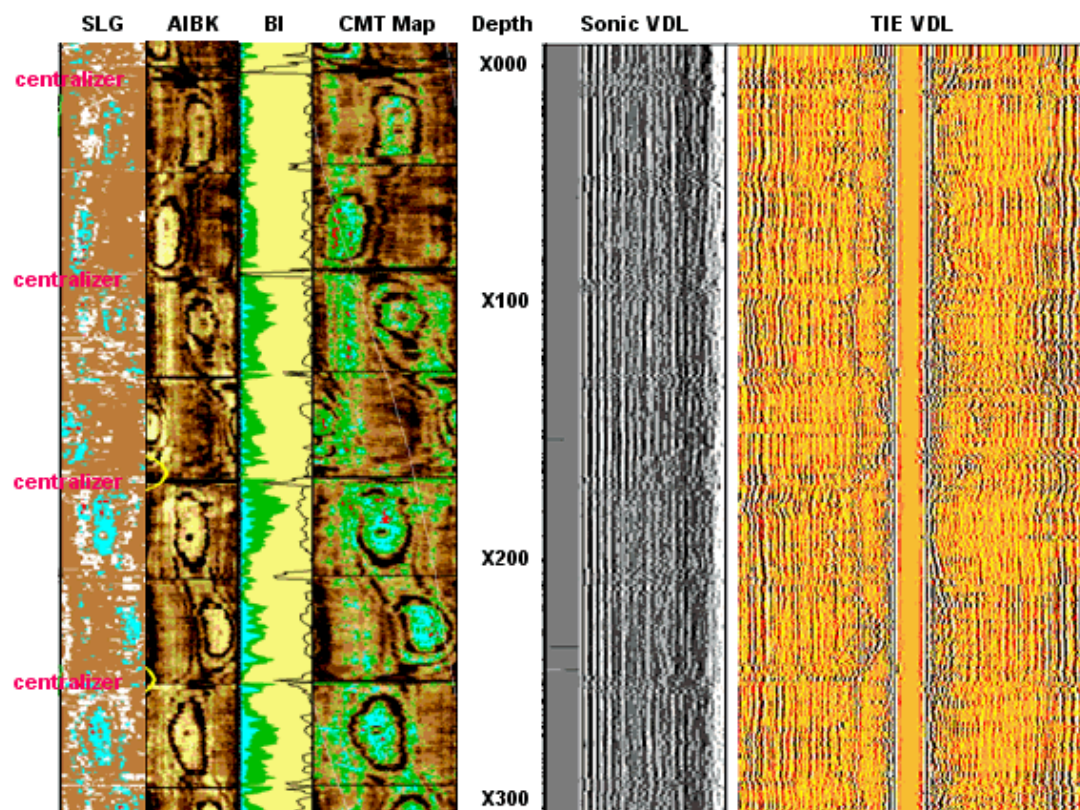 SLG AIBK BI CMT Map Depth Sonic VDL TIE VDL
X000
centralizer
centralizer
X100
centralizer
X200
centralizer
X300